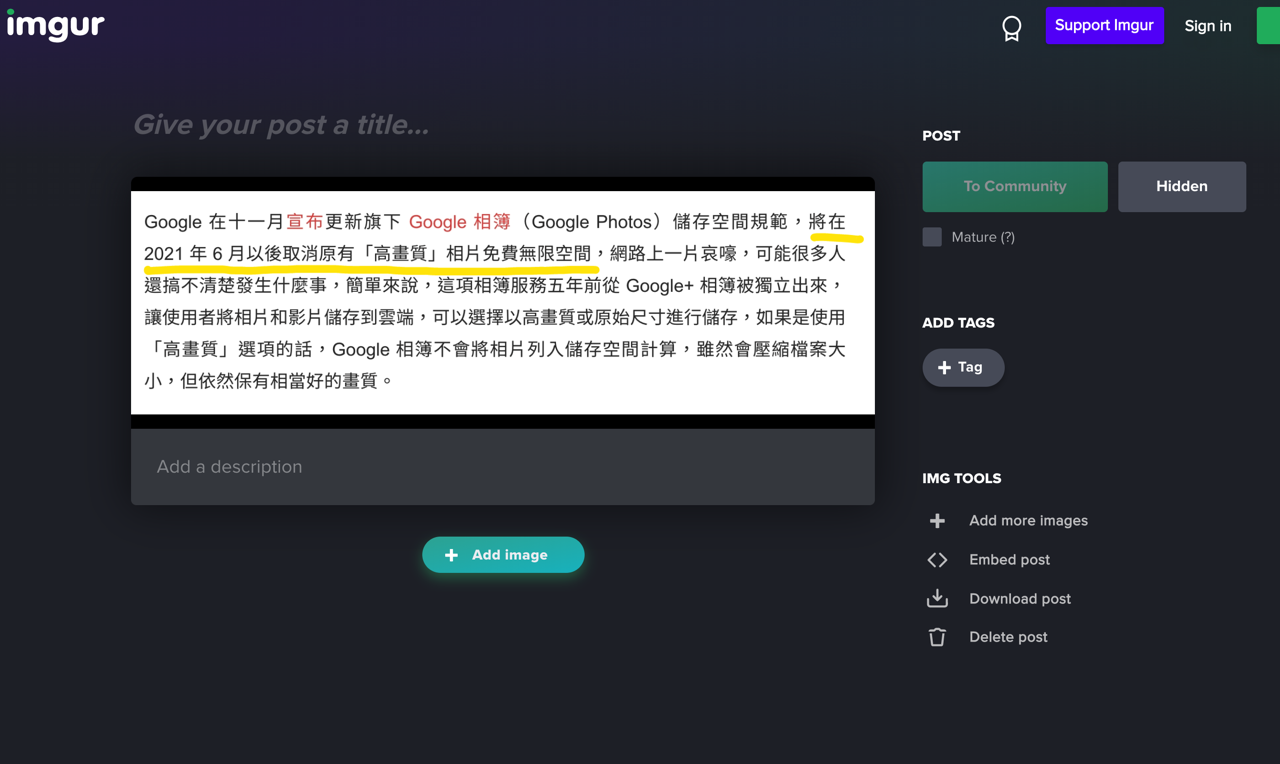 imgur
Support Imgur
Sign in
Give your post a title...
Google 在十一月宣布更新旗下 Google 相簿（Google Photos）儲存空間規範，將在
2021 年 6 月以後取消原有「高畫質」相片免費無限空間，網路上一片哀嚎，可能很多人
還搞不清楚發生什麼事，簡單來說，這項相簿服務五年前從 Google+ 相簿被獨立出來，
讓使用者將相片和影片儲存到雲端，可以選擇以高畫質或原始尺寸進行儲存，如果是使用
「高畫質」選項的話，Google 相簿不會將相片列入儲存空間計算，雖然會壓縮檔案大
小，但依然保有相當好的畫質。
Add a description
Add image
POST
To Community
Hidden
Mature (?)
ADD TAGS
Tag
IMG TOOLS
Add more images
Embed post
Download post
Delete post